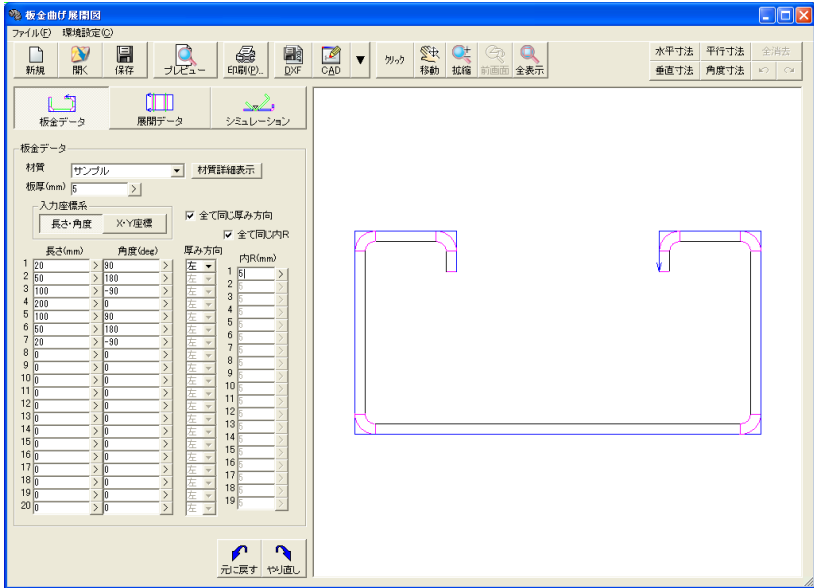 板金曲げ展開図
ファイル(F) 環境設定(C)
新規 開く 保存 プレビュー 印刷(P)... DXF CAD ▼ クリック 移動 拡縮 前画面 全表示
水平寸法 平行寸法 全消去
垂直寸法 角度寸法
板金データ 展開データ シミュレーション
板金データ
材質 サンプル 材質詳細表示
板厚(mm) 5 >
入力座標系
長さ・角度 X・Y座標
全て同じ厚み方向
全て同じ内R
長さ(mm) 角度(dee) 厚み方向 内R(mm)
1 20 > 90 > 左 1 5 >
2 50 > 180 > 左 2 5 >
3 100 > -90 > 左 3 5 >
4 200 > 0 > 左 4 5 >
5 100 > 90 > 左 5 5 >
6 50 > 180 > 左 6 5 >
7 20 > -90 > 左 7 5 >
8 0 > 0 > 左 8 5 >
9 0 > 0 > 左 9 5 >
10 0 > 0 > 左 10 5 >
11 0 > 0 > 左 11 5 >
12 0 > 0 > 左 12 5 >
13 0 > 0 > 左 13 5 >
14 0 > 0 > 左 14 5 >
15 0 > 0 > 左 15 5 >
16 0 > 0 > 左 16 5 >
17 0 > 0 > 左 17 5 >
18 0 > 0 > 左 18 5 >
19 0 > 0 > 左 19 5 >
20 0 > 0 > 左
元に戻す やり直し